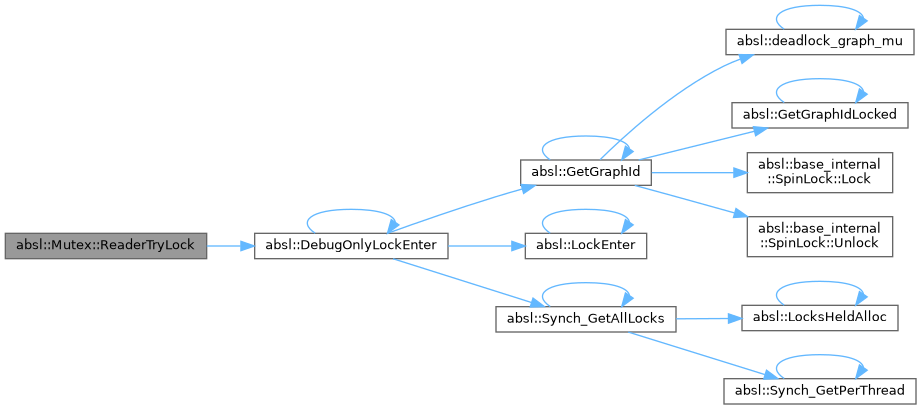 absl::deadlock_graph_mu
absl::GetGraphIdLocked
absl::GetGraphId
absl::base_internal
::SpinLock::Lock
absl::base_internal
::SpinLock::Unlock
absl::Mutex::ReaderTryLock
absl::DebugOnlyLockEnter
absl::LockEnter
absl::Synch_GetAllLocks
absl::LocksHeldAlloc
absl::Synch_GetPerThread